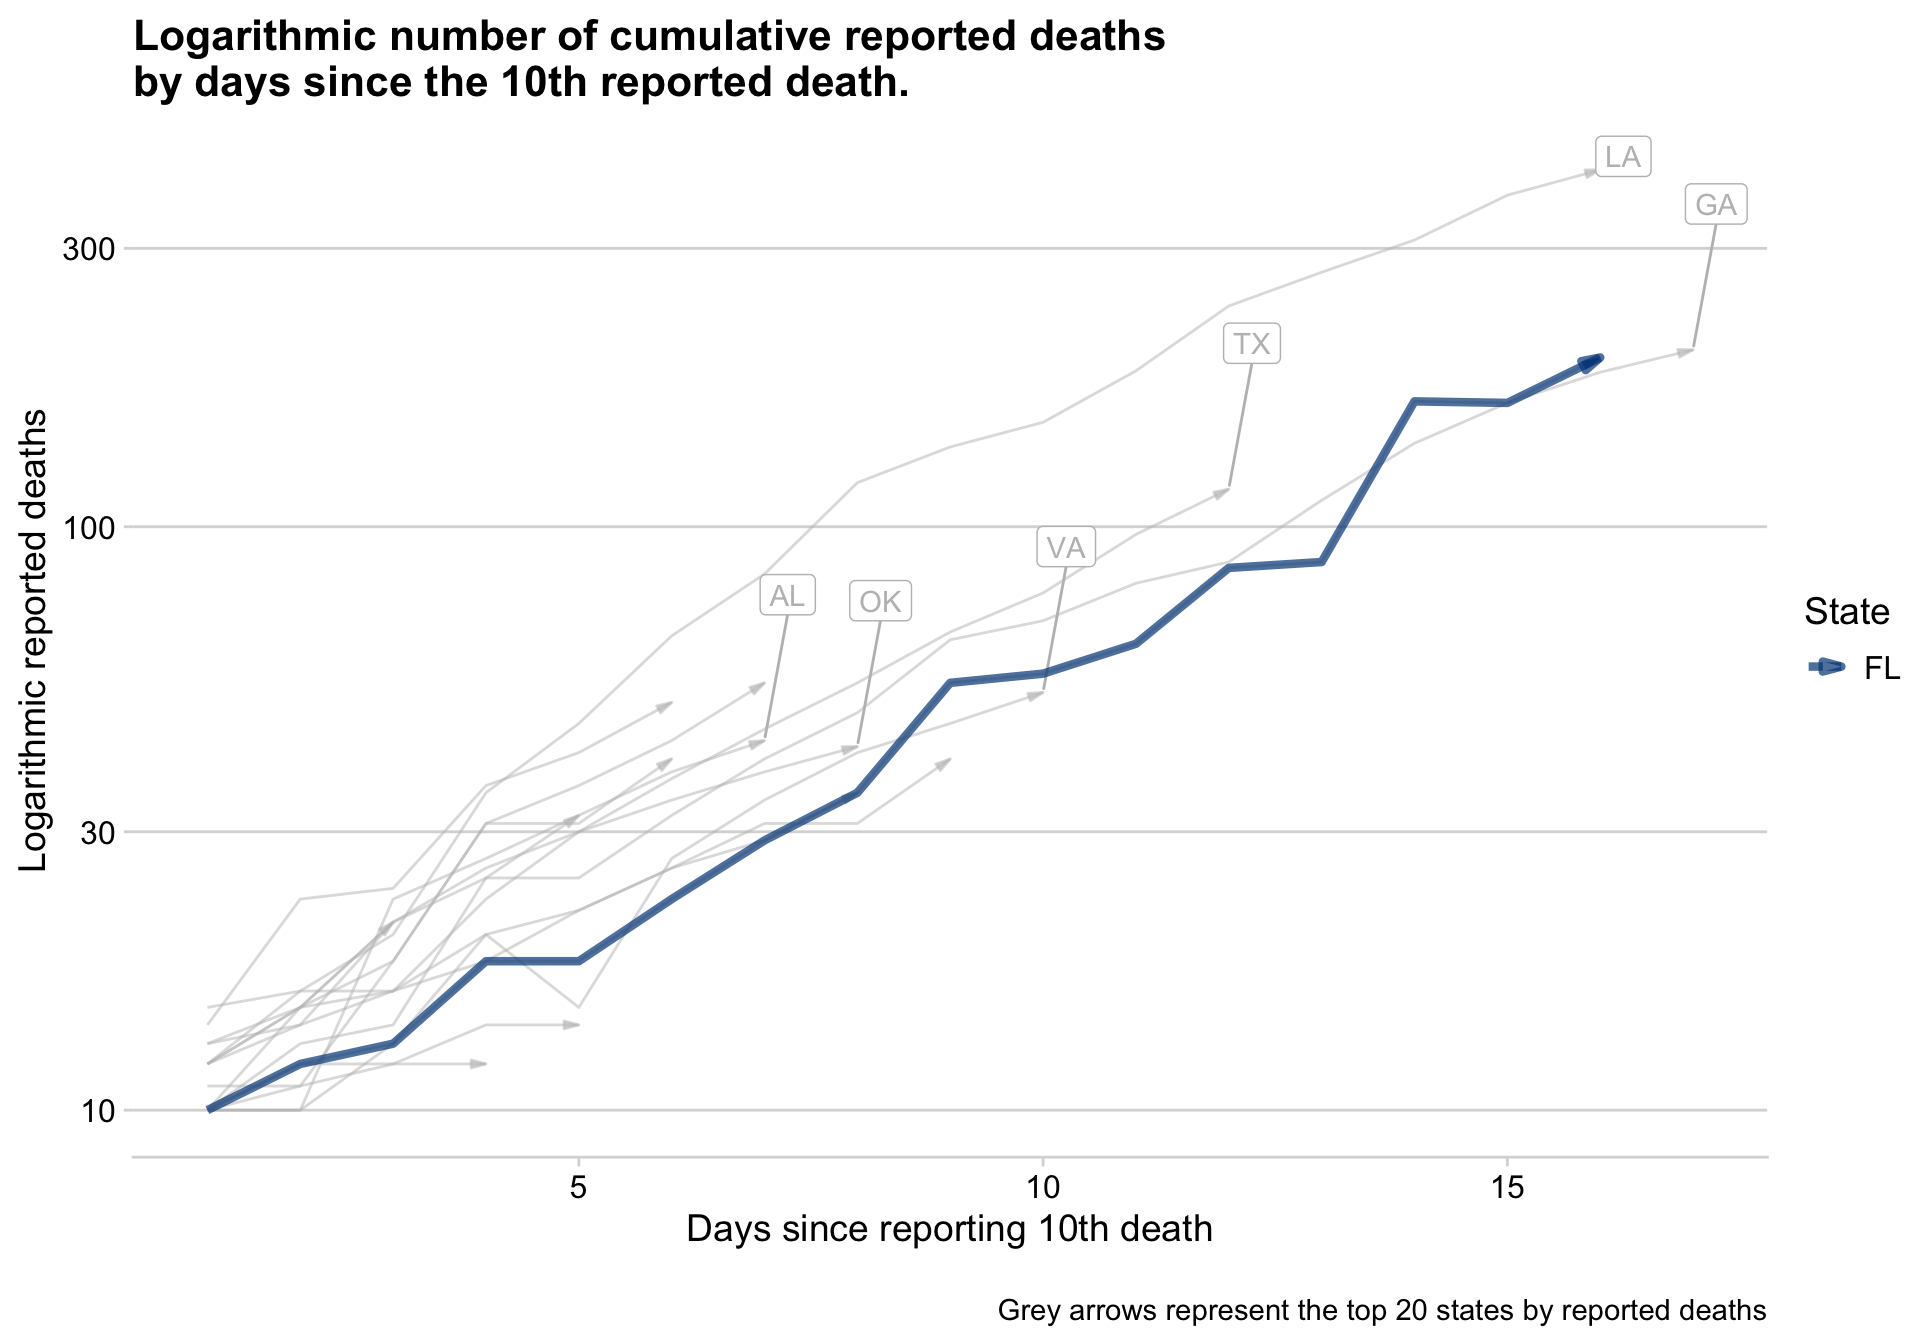 Logarithmic number of cumulative reported deaths
by days since the 10th reported death.
LA
GA
300
TX
100
VA
AL
OK
State
FL
30
10
Logarithmic reported deaths
5
10
15
Days since reporting 10th death
Grey arrows represent the top 20 states by reported deaths